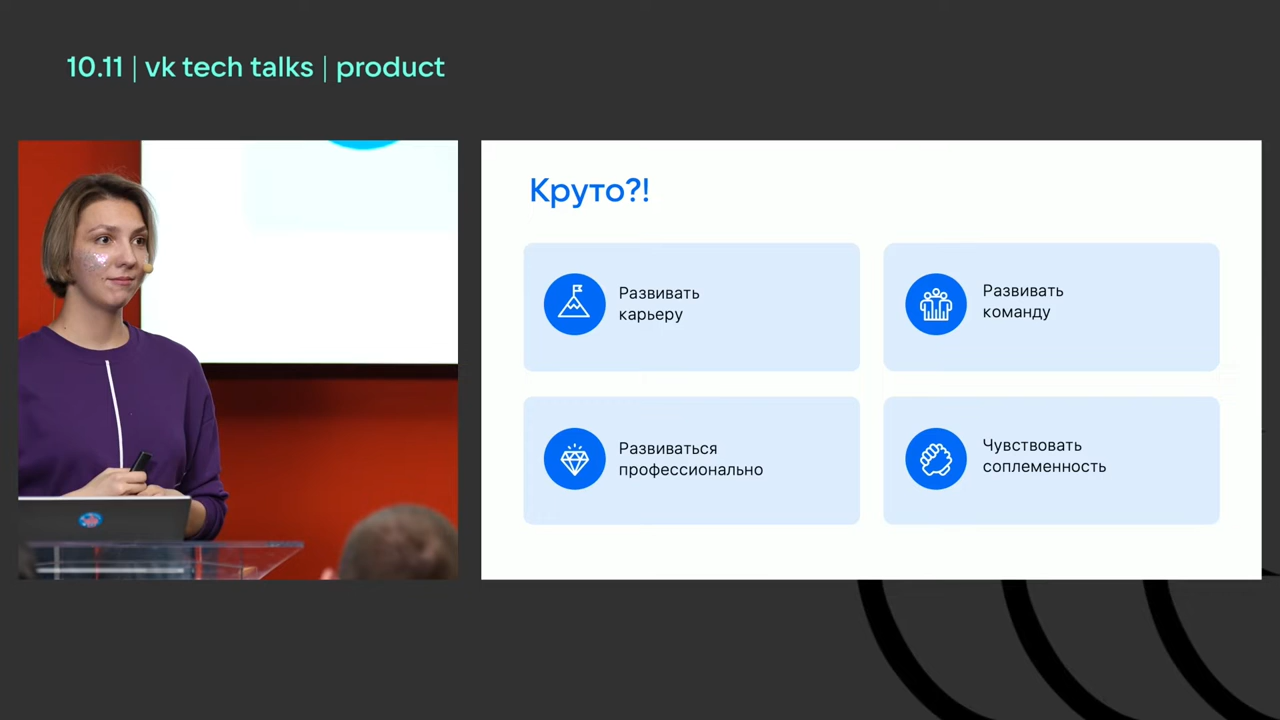 10.11 | vk tech talks | product
Круто?!
Развивать
карьеру
Развивать
команду
Развиваться
профессионально
Чувствовать
соплеменность